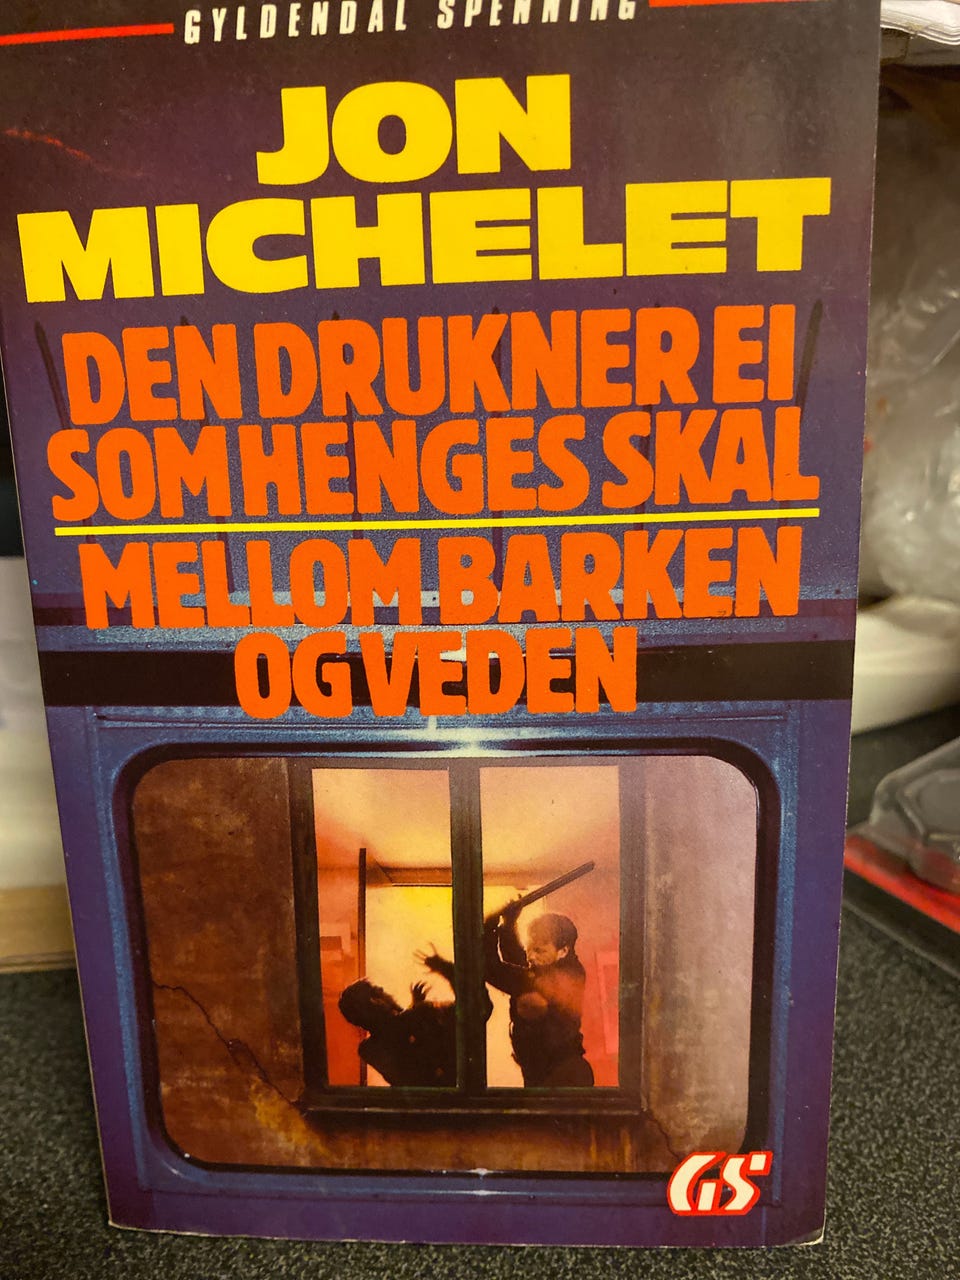 GYLDENDAL SPENNING
JON
MICHELET
DEN DRUKNER EI
SOM HENGES SKAL
MELLOM BARKEN
OG VEDEN
GS